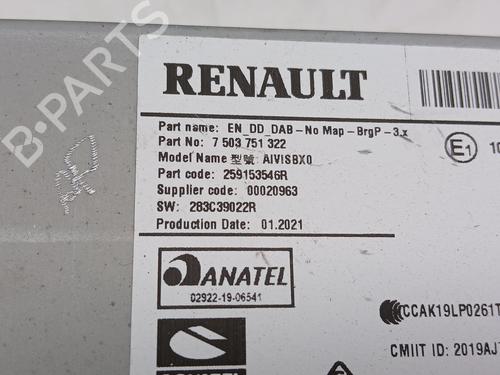 B-PARTS
RENAULT
Part name: EN_DD_DAB-No Map-BrgP-3.x
Part No: 7 503 751 322
Model Name 型號: AIVISBX0
Part code: 259153546R
Supplier code: 00020963
SW: 283C39022R
Production Date: 01.2021
E1
ANATEL
02922-19-06541
CCAK19LP0261T
CMIIT ID: 2019AJ7